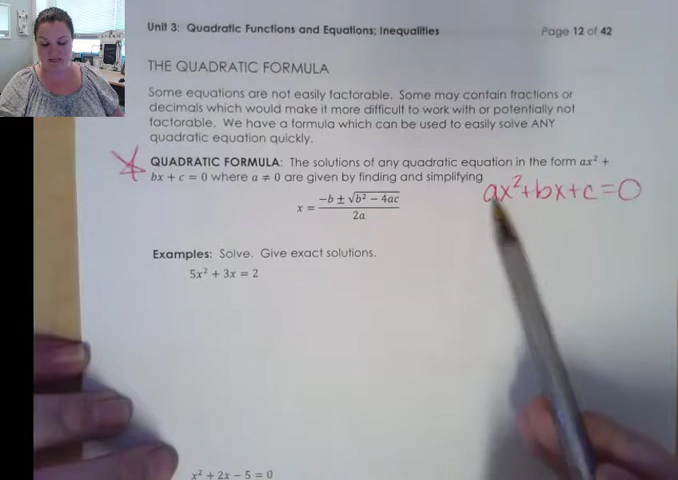 Unit 3: Quadratic Functions and Equations; Inequalities Page 12 of 42
THE QUADRATIC FORMULA
Some equations are not easily factorable. Some may contain fractions or
decimals which would make it more difficult to work with or potentially not
factorable. We have a formula which can be used to easily solve ANY
quadratic equation quickly.
QUADRATIC FORMULA: The solutions of any quadratic equation in the form ax² +
bx + c = 0 where a ≠ 0 are given by finding and simplifying
ax²+bx+c=0
x = (−b ± √(b² − 4ac)) / 2a
Examples: Solve. Give exact solutions.
5x² + 3x = 2
x² + 2x − 5 = 0